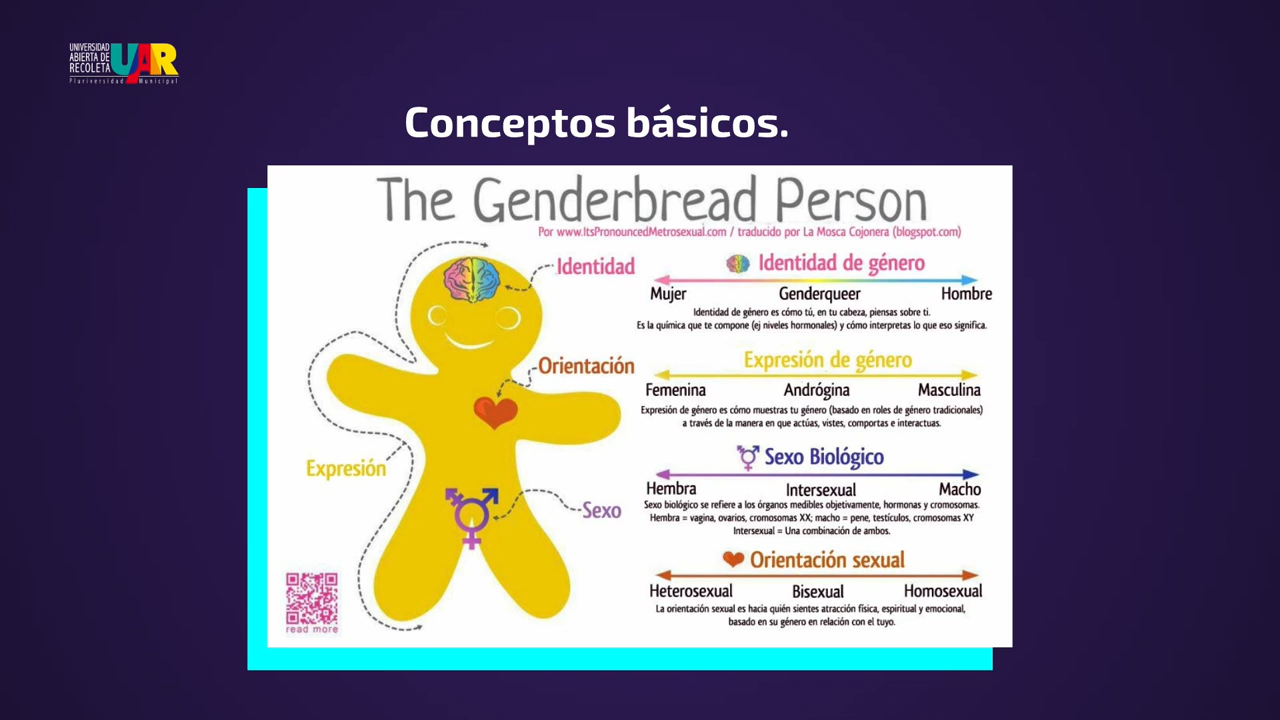 UNIVERSIDAD
ABIERTA DE
RECOLETA
UAR
Pluriversidad Municipal
Conceptos básicos.
The Genderbread Person
Por www.ItsPronouncedMetrosexual.com / traducido por La Mosca Cojonera (blogspot.com)
Identidad
Orientación
Expresión
Sexo
read more
Identidad de género
Mujer Genderqueer Hombre
Identidad de género es cómo tú, en tu cabeza, piensas sobre ti.
Es la química que te compone (ej niveles hormonales) y cómo interpretas lo que eso significa.
Expresión de género
Femenina Andrógina Masculina
Expresión de género es cómo muestras tu género (basado en roles de género tradicionales)
a través de la manera en que actúas, vistes, comportas e interactuas.
Sexo Biológico
Hembra Intersexual Macho
Sexo biológico se refiere a los órganos medibles objetivamente, hormonas y cromosomas.
Hembra = vagina, ovarios, cromosomas XX; macho = pene, testículos, cromosomas XY
Intersexual = Una combinación de ambos.
Orientación sexual
Heterosexual Bisexual Homosexual
La orientación sexual es hacia quién sientes atracción física, espiritual y emocional,
basado en su género en relación con el tuyo.